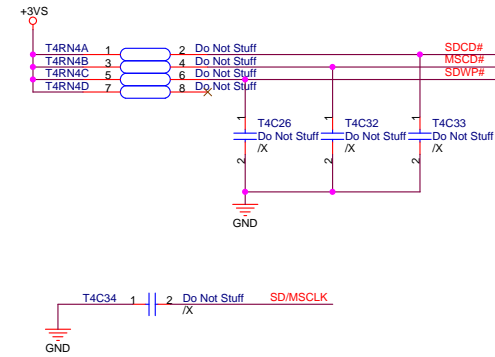 +3VS
T4RN4A 1 2 Do Not Stuff SDCD#
T4RN4B 3 4 Do Not Stuff MSCD#
T4RN4C 5 6 Do Not Stuff SDWP#
T4RN4D 7 8 Do Not Stuff
1 T4C26 1 T4C32 1 T4C33
Do Not Stuff Do Not Stuff Do Not Stuff
2 /X 2 /X 2 /X
GND
T4C34 1 2 Do Not Stuff SD/MSCLK
/X
GND